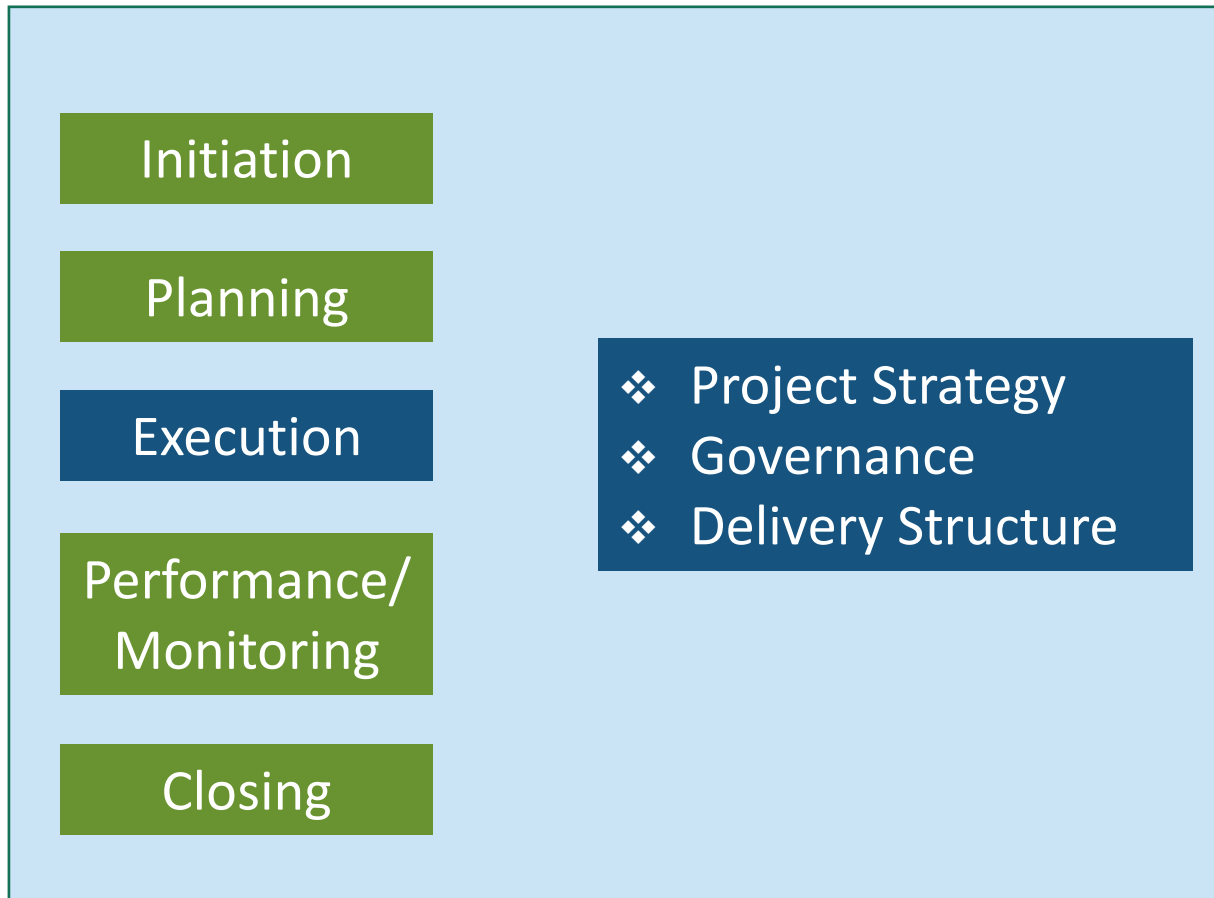 Initiation
Planning
Execution
Performance/
Monitoring
Closing
❖ Project Strategy
❖ Governance
❖ Delivery Structure